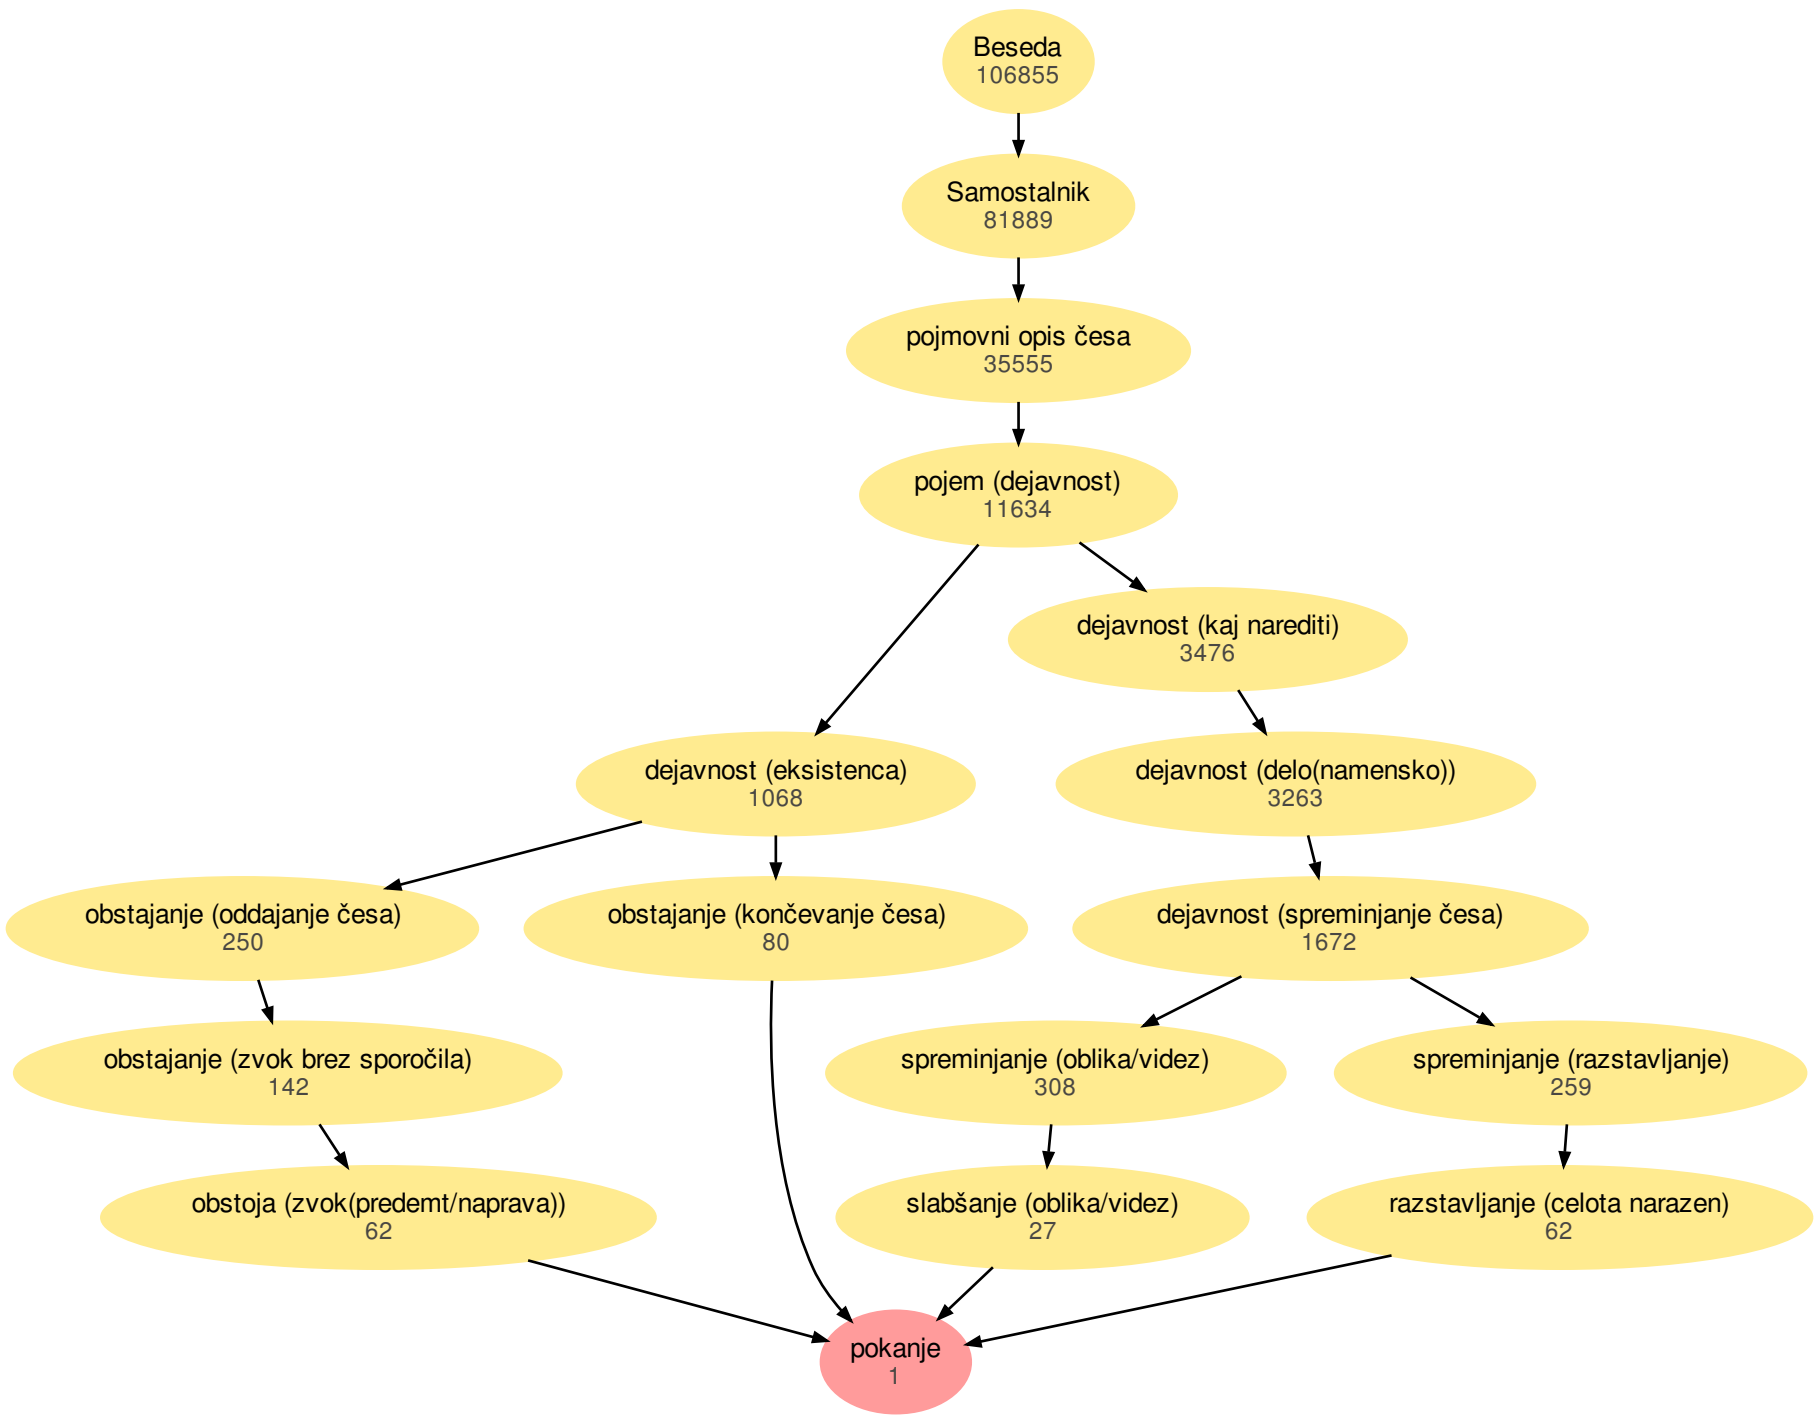 Beseda
106855
Samostalnik
81889
pojmovni opis česa
35555
pojem (dejavnost)
11634
dejavnost (kaj narediti)
3476
dejavnost (eksistenca)
1068
dejavnost (delo(namensko))
3263
obstajanje (oddajanje česa)
250
obstajanje (končevanje česa)
80
dejavnost (spreminjanje česa)
1672
obstajanje (zvok brez sporočila)
142
spreminjanje (oblika/videz)
308
spreminjanje (razstavljanje)
259
obstoja (zvok(predemt/naprava))
62
slabšanje (oblika/videz)
27
razstavljanje (celota narazen)
62
pokanje
1